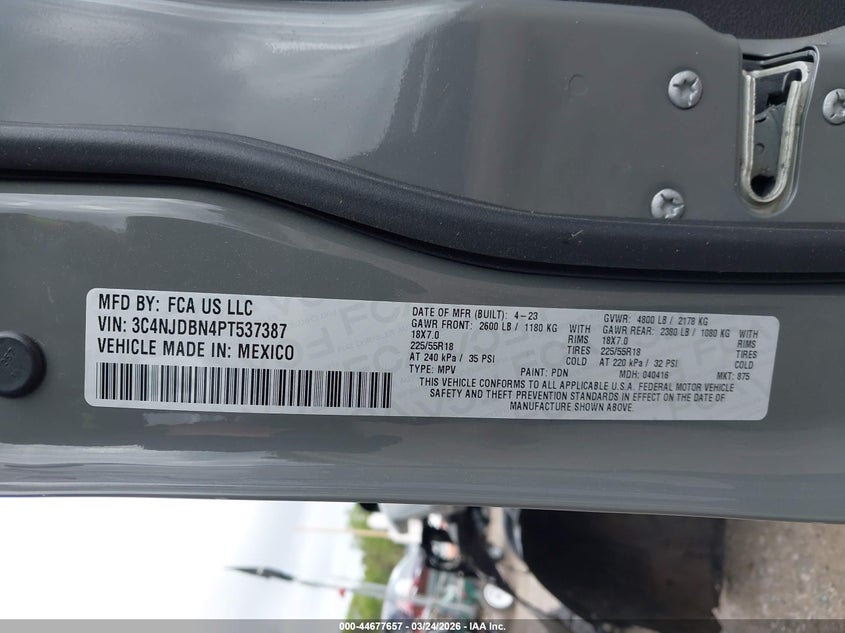 MFD BY: FCA US LLC
VIN: 3C4NJDBN4PT537387
VEHICLE MADE IN: MEXICO
DATE OF MFR (BUILT): 4-23 GVWR: 4800 LB / 2178 KG
GAWR FRONT: 2600 LB / 1180 KG GAWR REAR: 2380 LB / 1080 KG
18X7.0 RIMS 18X7.0 RIMS
225/55R18 TIRES 225/55R18 TIRES
AT 240 kPa / 35 PSI COLD AT 220 kPa / 32 PSI COLD
TYPE: MPV PAINT: PDN MDH: 040416 MKT: 875
THIS VEHICLE CONFORMS TO ALL APPLICABLE U.S.A. FEDERAL MOTOR VEHICLE
SAFETY AND THEFT PREVENTION STANDARDS IN EFFECT ON THE DATE OF
MANUFACTURE SHOWN ABOVE.
000-44677657 - 03/24/2026 - IAA Inc.